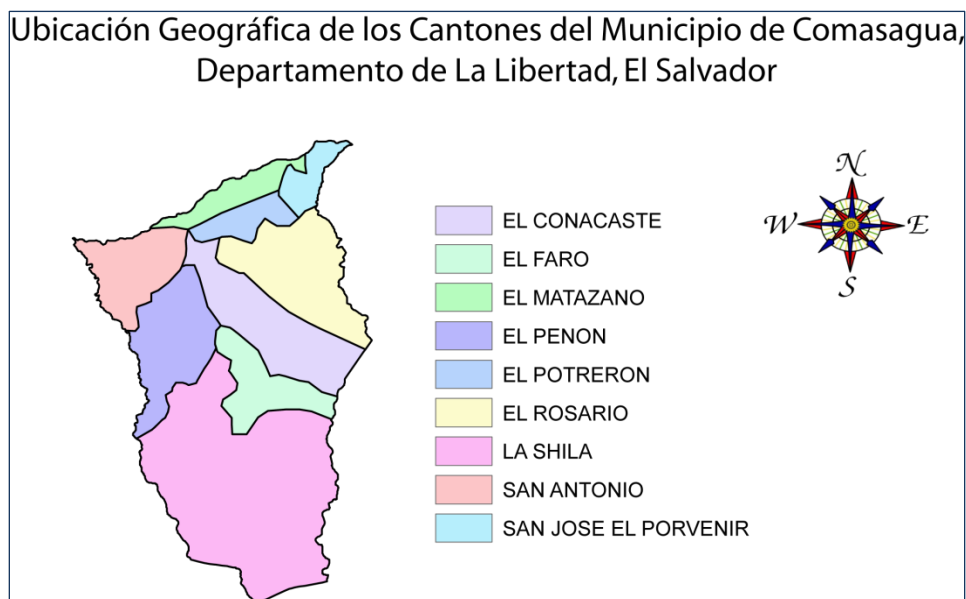 Ubicación Geográfica de los Cantones del Municipio de Comasagua,
Departamento de La Libertad, El Salvador
N
W
E
S
EL CONACASTE
EL FARO
EL MATAZANO
EL PENON
EL POTRERON
EL ROSARIO
LA SHILA
SAN ANTONIO
SAN JOSE EL PORVENIR